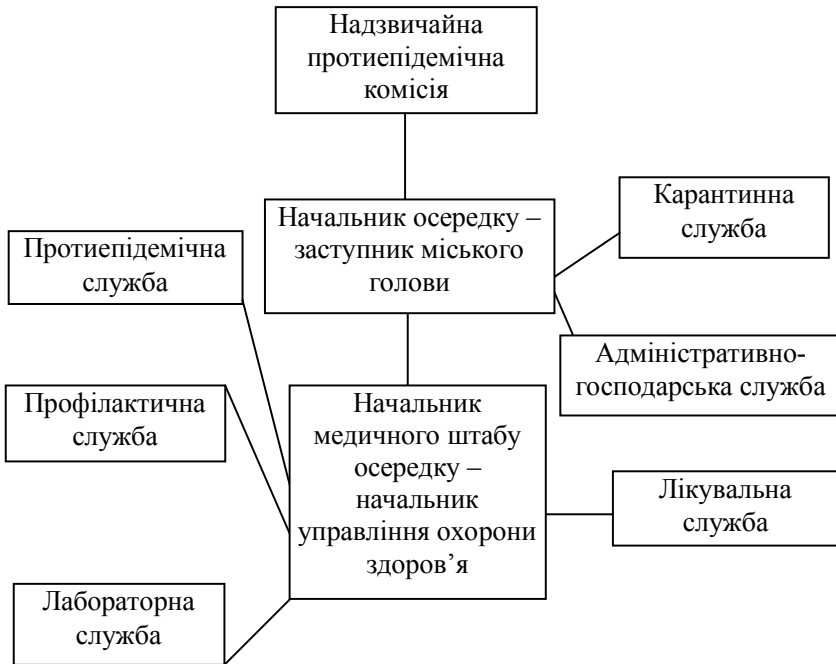 Надзвичайна
протиепідемічна
комісія
Начальник осередку –
заступник міського
голови
Карантинна
служба
Протиепідемічна
служба
Адміністративно-
господарська служба
Профілактична
служба
Начальник
медичного штабу
осередку –
начальник
управління охорони
здоров’я
Лікувальна
служба
Лабораторна
служба